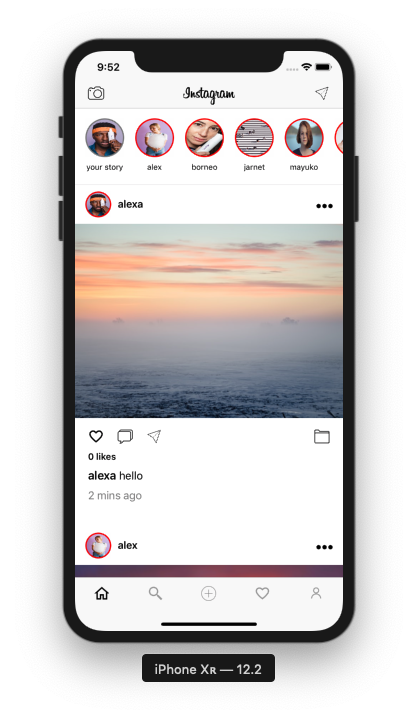 9:52
Instagram
your story alex borneo jarnet mayuko
alexa
0 likes
alexa hello
2 mins ago
alex
iPhone Xʀ — 12.2